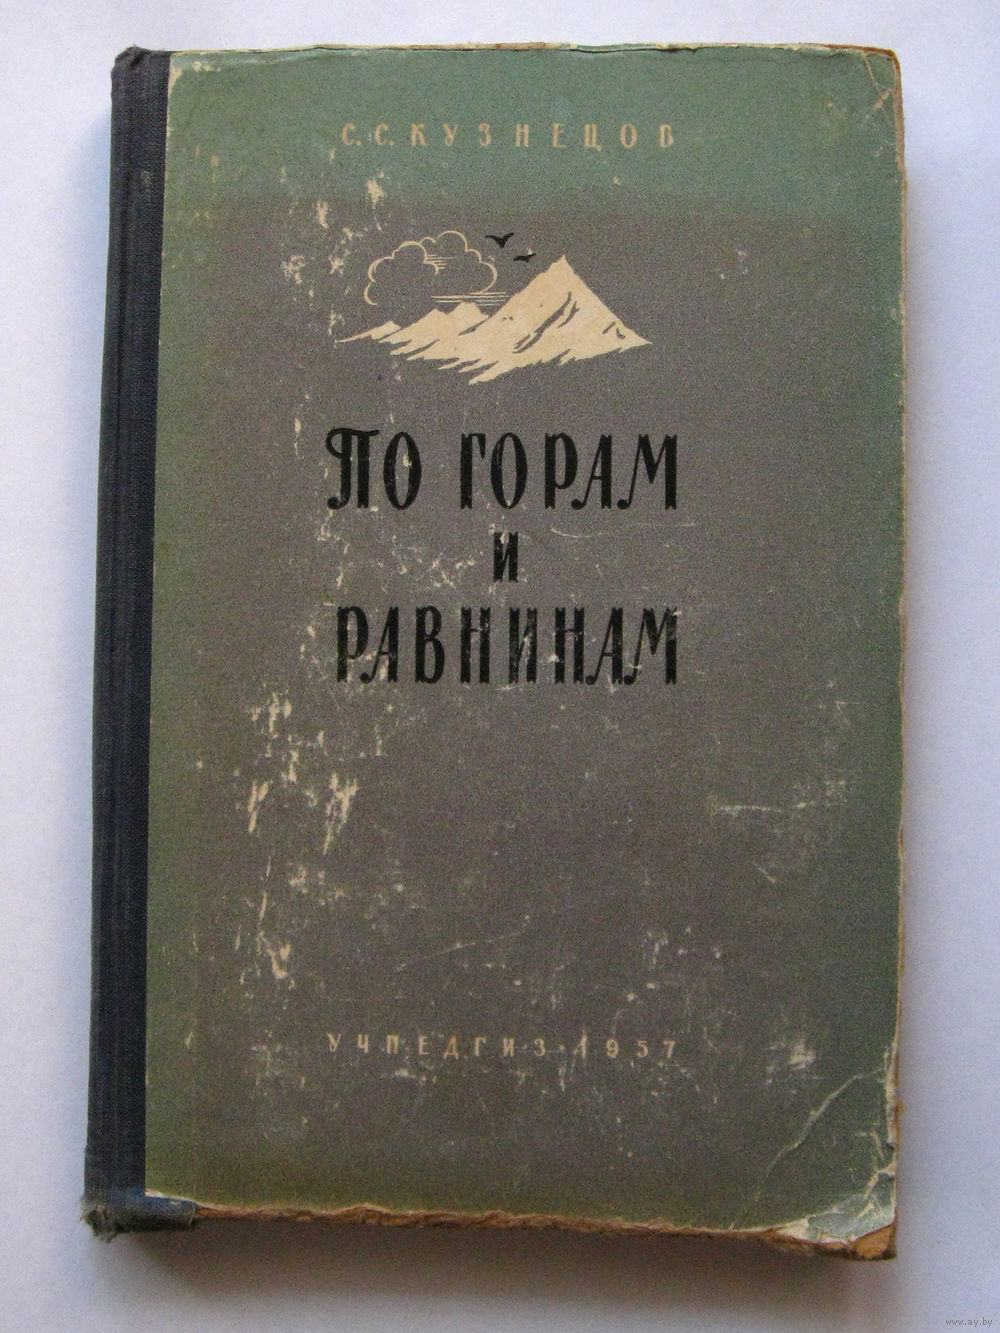 С. С. КУЗНЕЦОВ
ПО ГОРАМ
И
РАВНИНАМ
УЧПЕДГИЗ · 1957
www.ay.by